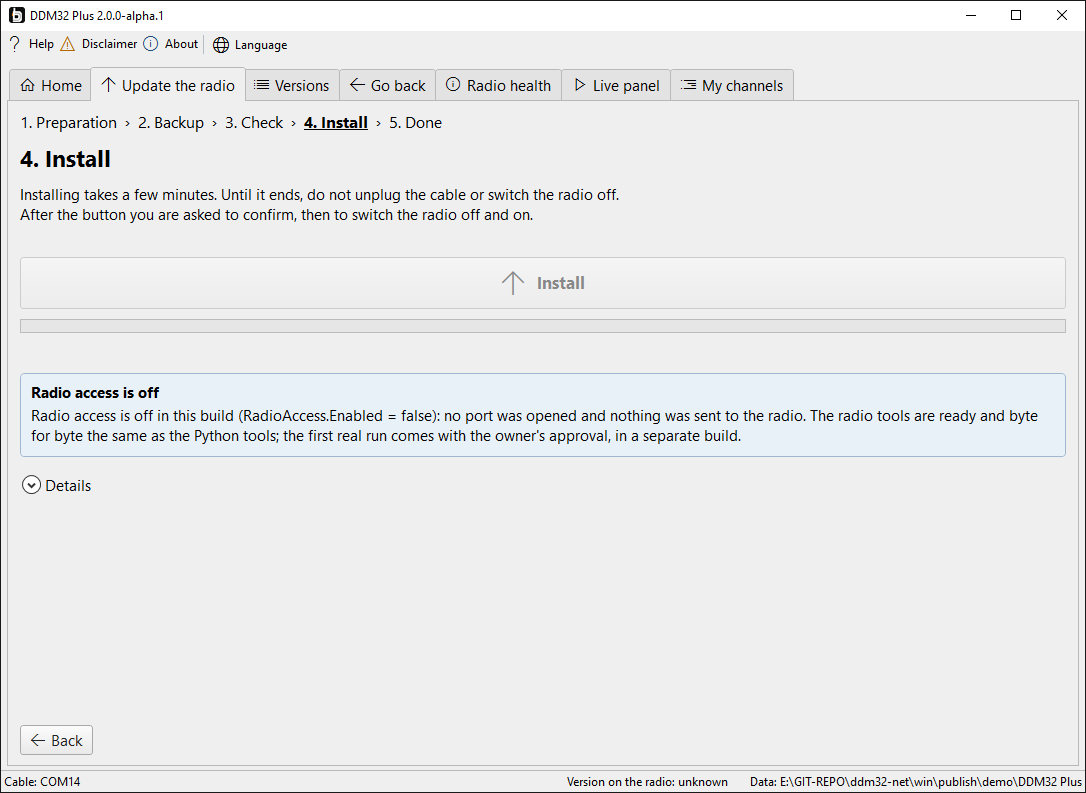 DDM32 Plus 2.0.0-alpha.1
? Help Disclaimer About Language
Home Update the radio Versions Go back Radio health Live panel My channels
1. Preparation › 2. Backup › 3. Check › 4. Install › 5. Done
4. Install
Installing takes a few minutes. Until it ends, do not unplug the cable or switch the radio off.
After the button you are asked to confirm, then to switch the radio off and on.
Install
Radio access is off
Radio access is off in this build (RadioAccess.Enabled = false): no port was opened and nothing was sent to the radio. The radio tools are ready and byte
for byte the same as the Python tools; the first real run comes with the owner's approval, in a separate build.
Details
Back
Cable: COM14 Version on the radio: unknown Data: E:\GIT-REPO\ddm32-net\win\publish\demo\DDM32 Plus